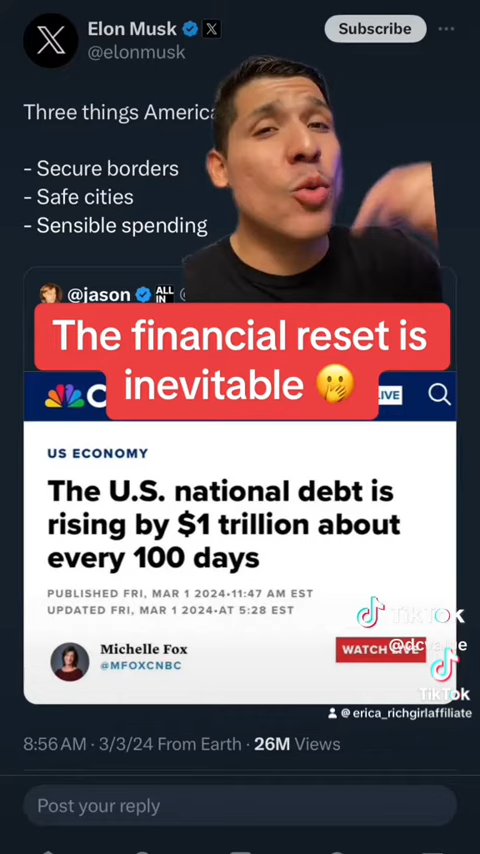 Elon Musk
@elonmusk
Subscribe
Three things America
- Secure borders
- Safe cities
- Sensible spending
@jason ALL IN
The financial reset is
inevitable 🤭
LIVE
US ECONOMY
The U.S. national debt is
rising by $1 trillion about
every 100 days
PUBLISHED FRI, MAR 1 2024•11:47 AM EST
UPDATED FRI, MAR 1 2024•AT 5:28 EST
Michelle Fox
@MFOXCNBC
WATCH LIVE
TikTok
TikTok
@erica_richgirlaffiliate
8:56 AM · 3/3/24 From Earth · 26M Views
Post your reply